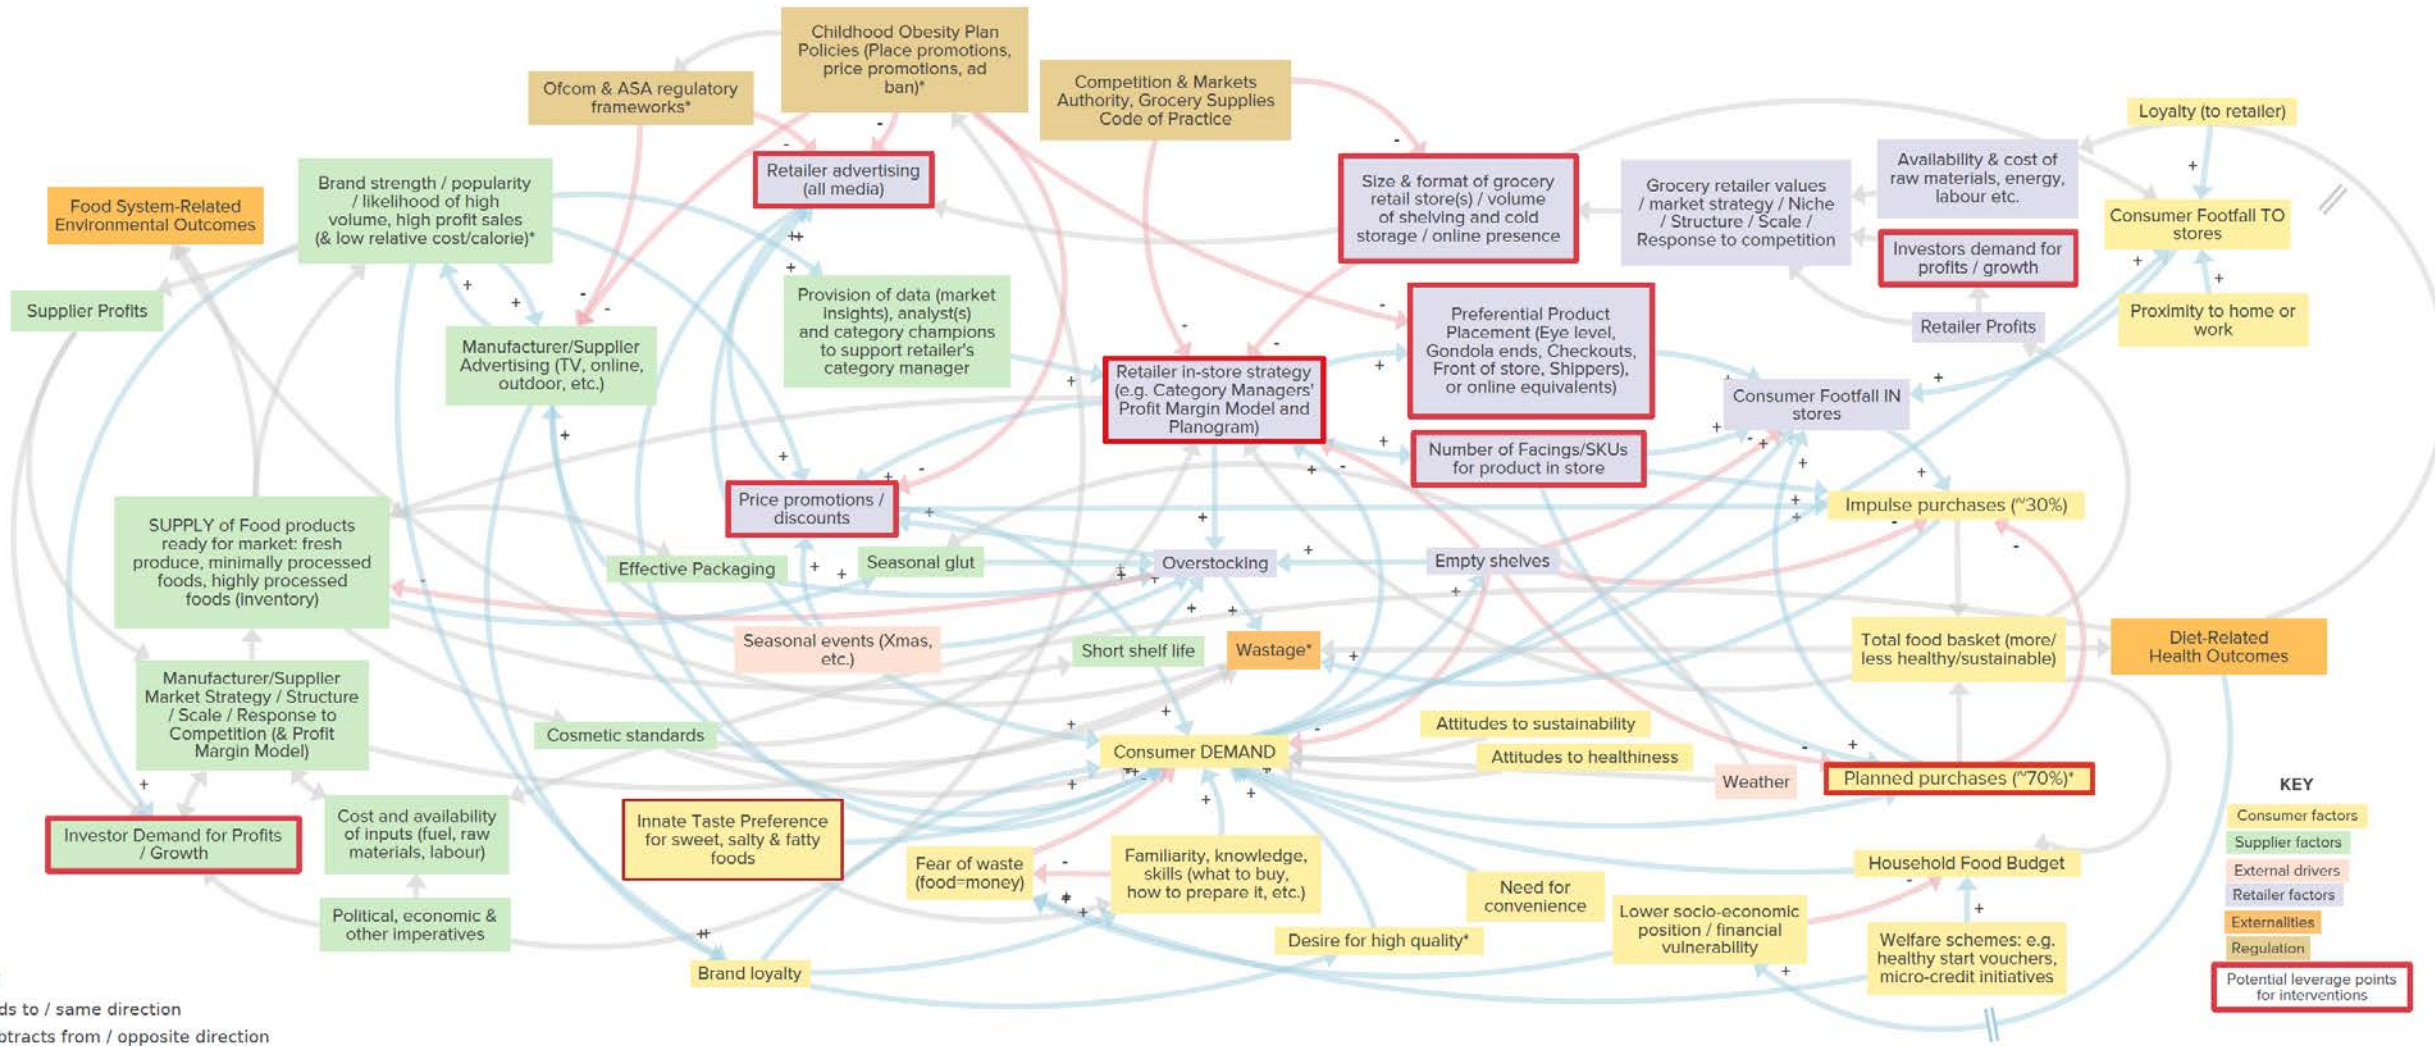 Childhood Obesity Plan
Policies (Place promotions,
price promotions, ad
ban)*
Ofcom & ASA regulatory
frameworks*
Competition & Markets
Authority, Grocery Supplies
Code of Practice
Loyalty (to retailer)
Brand strength / popularity
/ likelihood of high
volume, high profit sales
(& low relative cost/calorie)*
Retailer advertising
(all media)
Size & format of grocery
retail store(s) / volume
of shelving and cold
storage / online presence
Grocery retailer values
/ market strategy / Niche
/ Structure / Scale /
Response to competition
Availability & cost of
raw materials, energy,
labour etc.
Food System-Related
Environmental Outcomes
Consumer Footfall TO
stores
Investors demand for
profits / growth
Supplier Profits
Manufacturer/Supplier
Advertising (TV, online,
outdoor, etc.)
Provision of data (market
insights), analyst(s)
and category champions
to support retailer's
category manager
Retailer in-store strategy
(e.g. Category Managers'
Profit Margin Model and
Planogram)
Preferential Product
Placement (Eye level,
Gondola ends, Checkouts,
Front of store, Shippers),
or online equivalents)
Retailer Profits
Proximity to home or
work
Consumer Footfall IN
stores
Number of Facings/SKUs
for product in store
Price promotions /
discounts
Impulse purchases (~30%)
SUPPLY of Food products
ready for market: fresh
produce, minimally processed
foods, highly processed
foods (inventory)
Effective Packaging
Seasonal glut
Overstocking
Empty shelves
Seasonal events (Xmas,
etc.)
Short shelf life
Wastage*
Total food basket (more/
less healthy/sustainable)
Diet-Related
Health Outcomes
Manufacturer/Supplier
Market Strategy / Structure
/ Scale / Response to
Competition (& Profit
Margin Model)
Cosmetic standards
Consumer DEMAND
Attitudes to sustainability
Attitudes to healthiness
Weather
Planned purchases (~70%)*
Investor Demand for Profits
/ Growth
Cost and availability
of inputs (fuel, raw
materials, labour)
Innate Taste Preference
for sweet, salty & fatty
foods
Fear of waste
(food=money)
Familiarity, knowledge,
skills (what to buy,
how to prepare it, etc.)
Need for
convenience
Household Food Budget
Political, economic &
other imperatives
Brand loyalty
Desire for high quality*
Lower socio-economic
position / financial
vulnerability
Welfare schemes: e.g.
healthy start vouchers,
micro-credit initiatives
KEY
Consumer factors
Supplier factors
External drivers
Retailer factors
Externalities
Regulation
Potential leverage points
for interventions
ds to / same direction
btracts from / opposite direction